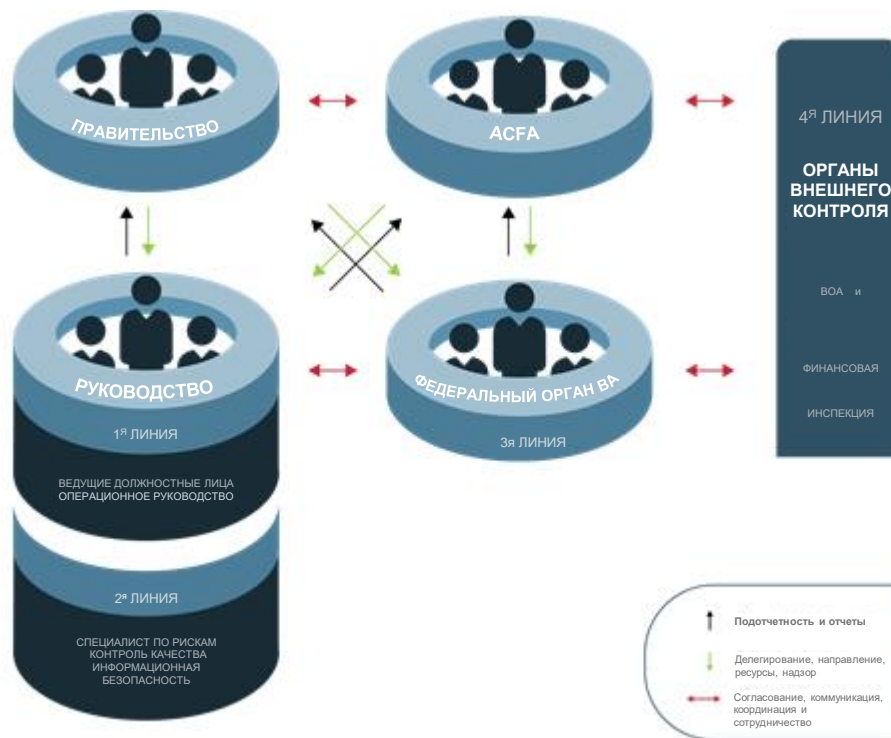 ПРАВИТЕЛЬСТВО
ACFA
4Я ЛИНИЯ
ОРГАНЫ
ВНЕШНЕГО
КОНТРОЛЯ
ВОА и
ФИНАНСОВАЯ
ИНСПЕКЦИЯ
РУКОВОДСТВО
1Я ЛИНИЯ
ВЕДУЩИЕ ДОЛЖНОСТНЫЕ ЛИЦА
ОПЕРАЦИОННОЕ РУКОВОДСТВО
ФЕДЕРАЛЬНЫЙ ОРГАН ВА
3я ЛИНИЯ
2я ЛИНИЯ
СПЕЦИАЛИСТ ПО РИСКАМ
КОНТРОЛЬ КАЧЕСТВА
ИНФОРМАЦИОННАЯ
БЕЗОПАСНОСТЬ
Подотчетность и отчеты
Делегирование, направление,
ресурсы, надзор
Согласование, коммуникация,
координация и
сотрудничество